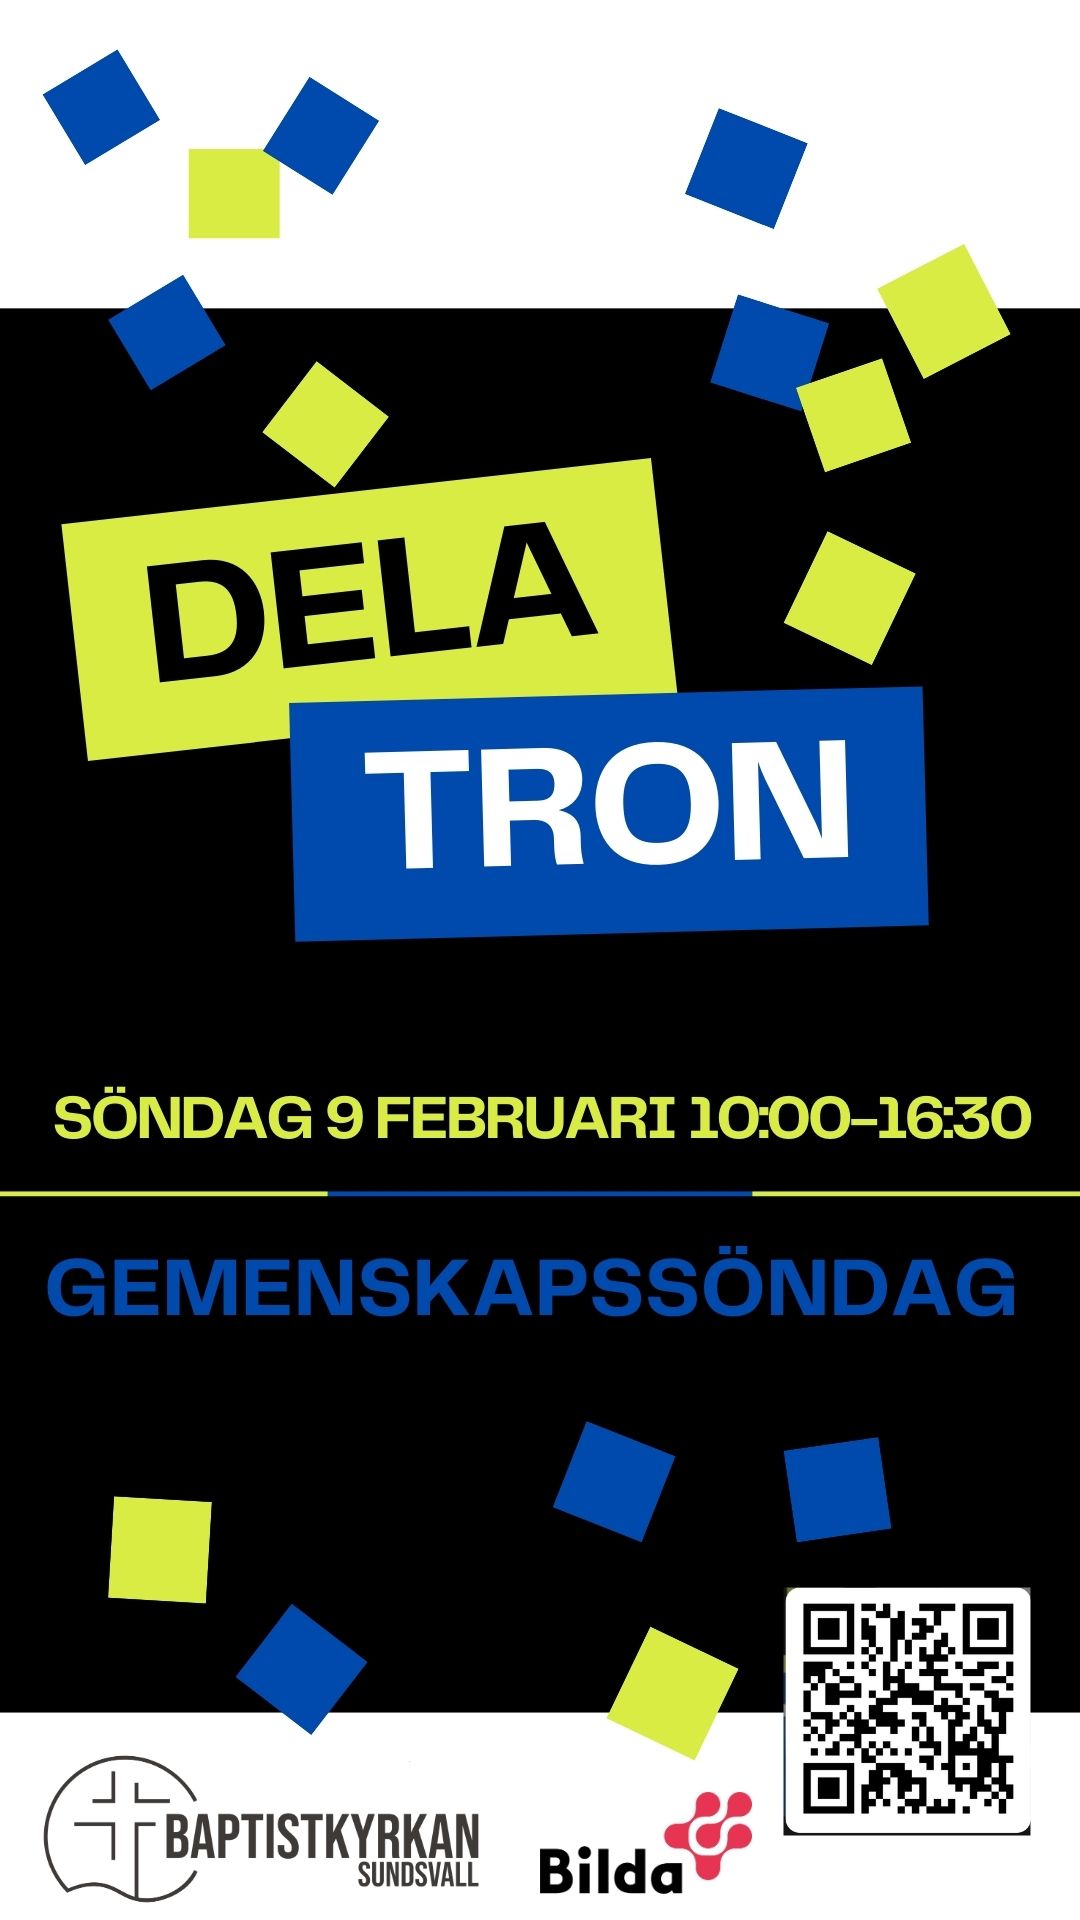 DELA
TRON
SÖNDAG 9 FEBRUARI 10:00–16:30
GEMENSKAPSSÖNDAG
BAPTISTKYRKAN
SUNDSVALL
Bilda